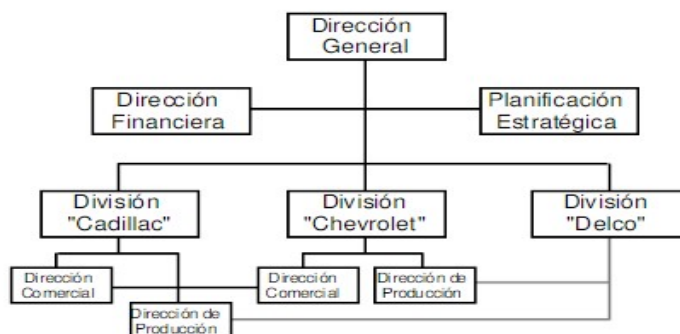 Dirección
General
Dirección
Financiera
Planificación
Estratégica
División
"Cadillac"
División
"Chevrolet"
División
"Delco"
Dirección
Comercial
Dirección de
Producción
Dirección
Comercial
Dirección de
Producción